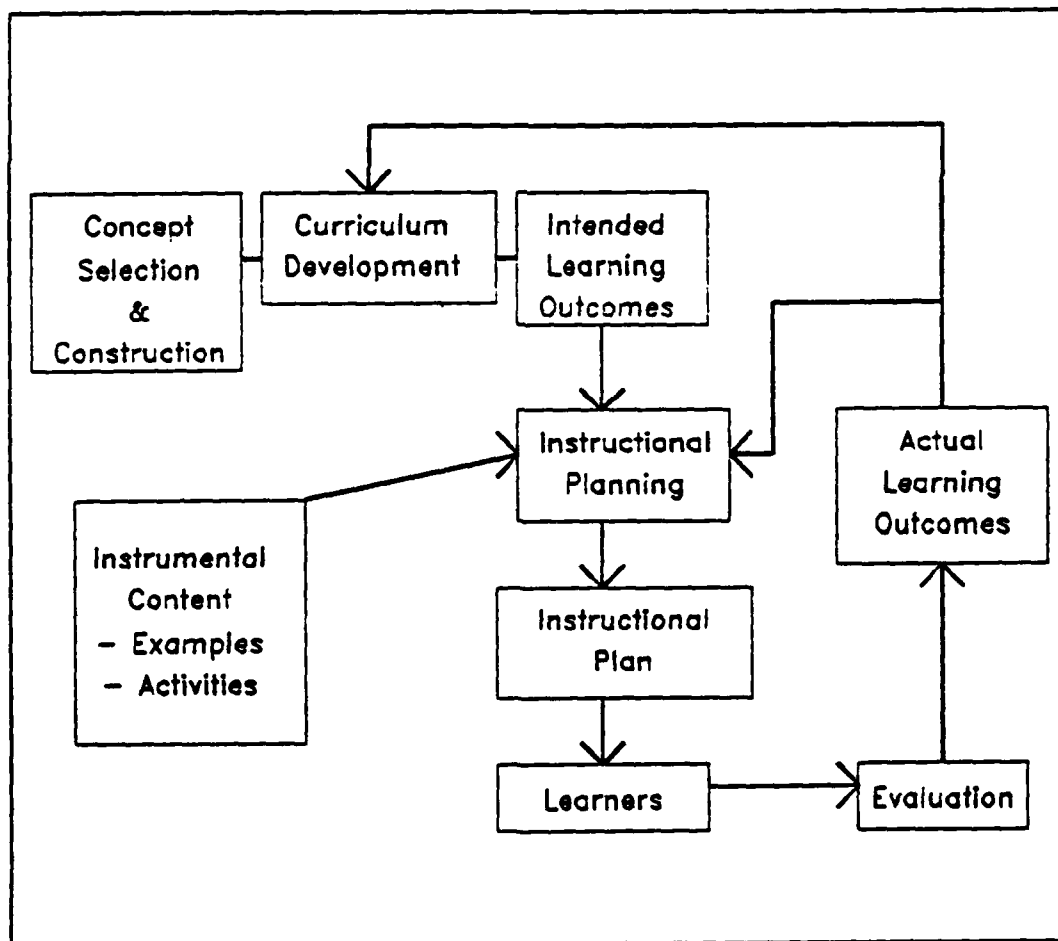 Concept
Selection
&
Construction
Curriculum
Development
Intended
Learning
Outcomes
Instructional
Planning
Actual
Learning
Outcomes
Instrumental
Content
- Examples
- Activities
Instructional
Plan
Learners
Evaluation